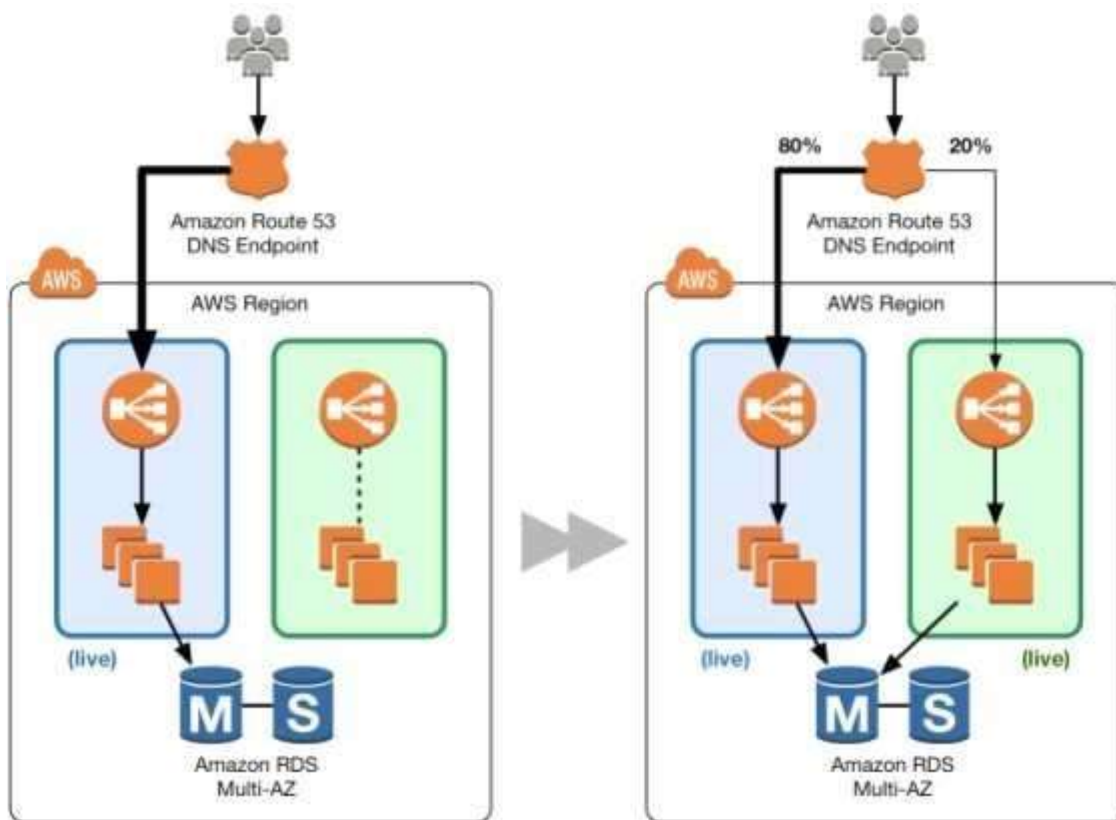 Amazon Route 53
DNS Endpoint
AWS
AWS Region
(live)
M
S
Amazon RDS
Multi-AZ
80%
20%
Amazon Route 53
DNS Endpoint
AWS
AWS Region
(live)
(live)
M
S
Amazon RDS
Multi-AZ